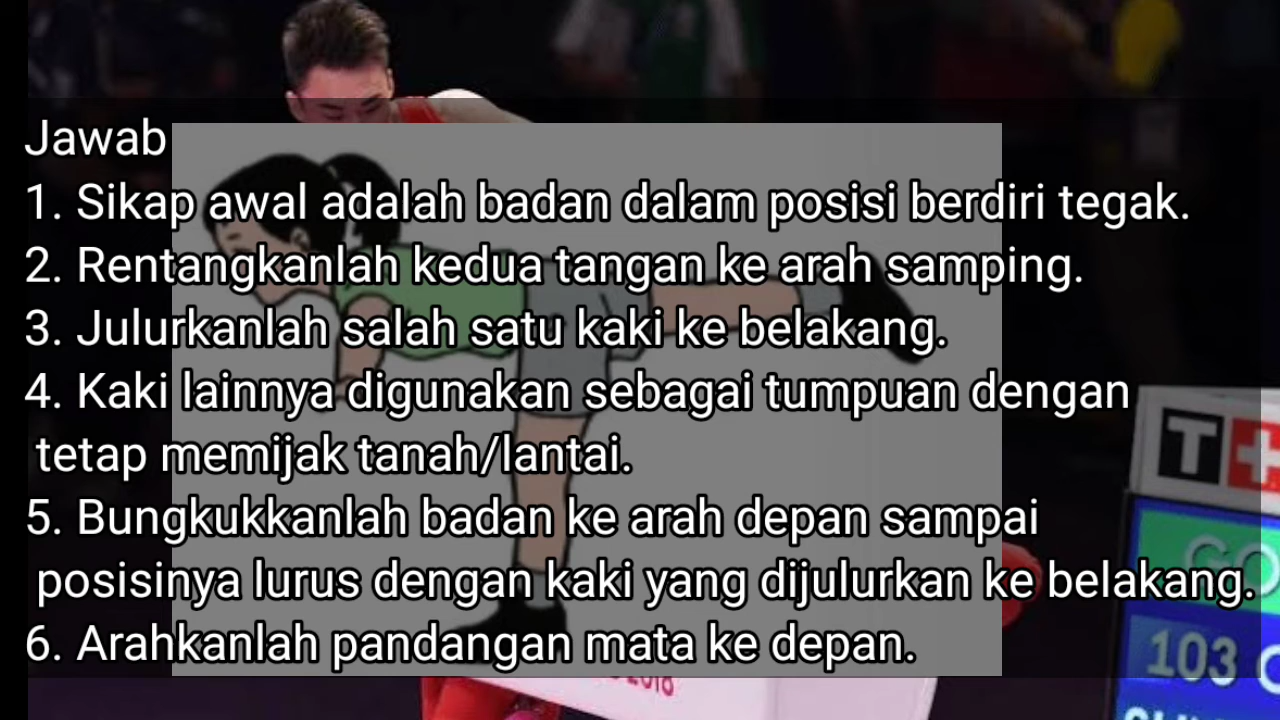 Jawab
1. Sikap awal adalah badan dalam posisi berdiri tegak.
2. Rentangkanlah kedua tangan ke arah samping.
3. Julurkanlah salah satu kaki ke belakang.
4. Kaki lainnya digunakan sebagai tumpuan dengan
tetap memijak tanah/lantai.
5. Bungkukkanlah badan ke arah depan sampai
posisinya lurus dengan kaki yang dijulurkan ke belakang.
6. Arahkanlah pandangan mata ke depan.
T
GO
103
2018